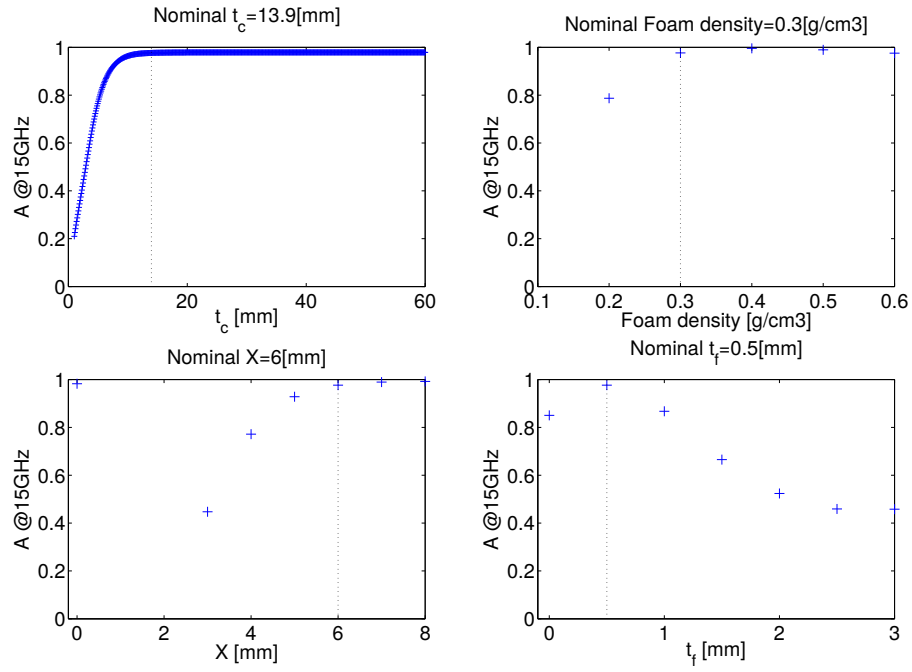 Nominal t_c=13.9[mm]
1
0.8
0.6
0.4
0.2
0
A @15GHz
0 20 40 60
t_c [mm]
Nominal Foam density=0.3[g/cm3]
1
0.8
0.6
0.4
0.2
0
A @15GHz
0.1 0.2 0.3 0.4 0.5 0.6
Foam density [g/cm3]
Nominal X=6[mm]
1
0.8
0.6
0.4
0.2
0
A @15GHz
0 2 4 6 8
X [mm]
Nominal t_f=0.5[mm]
1
0.8
0.6
0.4
0.2
0
A @15GHz
0 1 2 3
t_f [mm]